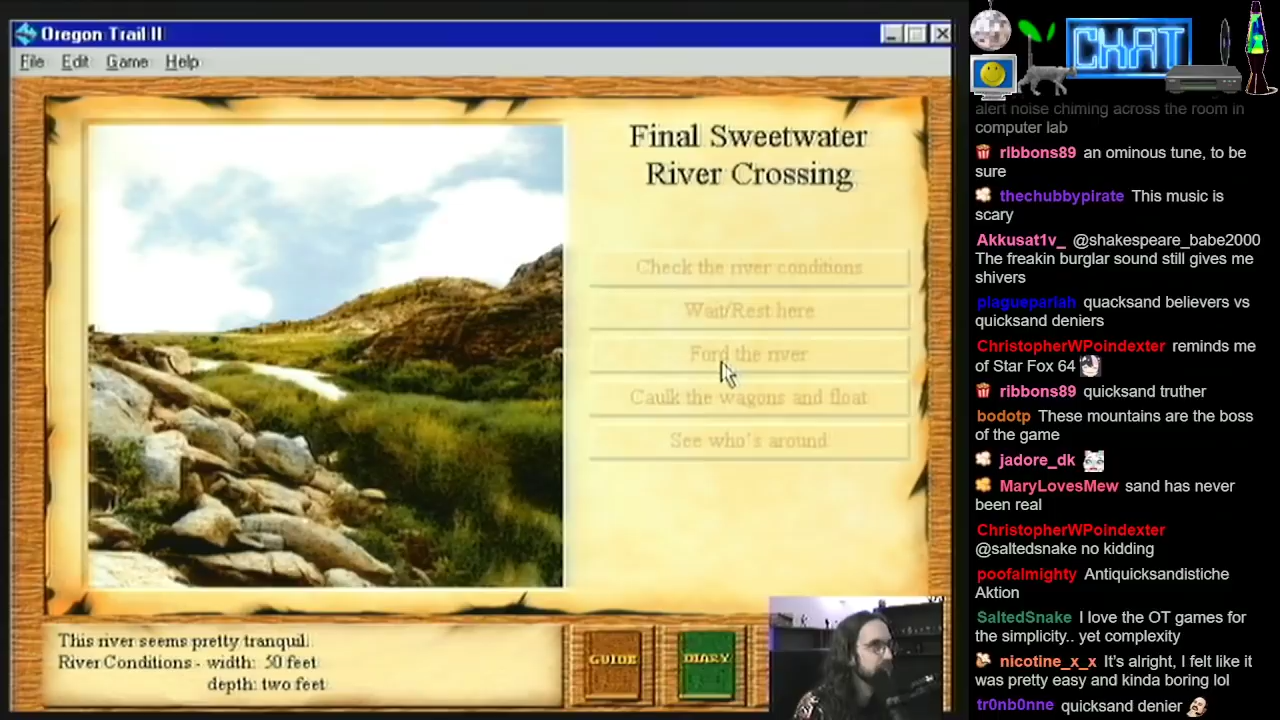 Oregon Trail II
File Edit Game Help
Final Sweetwater
River Crossing
Check the river conditions
Wait/Rest here
Ford the river
Caulk the wagons and float
See who's around
This river seems pretty tranquil.
River Conditions - width: 50 feet
depth: two feet
GUIDE
DIARY
CHAT
alert noise chiming across the room in
computer lab
ribbons89 an ominous tune, to be
sure
thechubbypirate This music is
scary
Akkusat1v_ @shakespeare_babe2000
The freakin burglar sound still gives me
shivers
plaguepariah quacksand believers vs
quicksand deniers
ChristopherWPoindexter reminds me
of Star Fox 64
ribbons89 quicksand truther
bodotp These mountains are the boss
of the game
jadore_dk
MaryLovesMew sand has never
been real
ChristopherWPoindexter
@saltedsnake no kidding
poofalmighty Antiquicksandistiche
Aktion
SaltedSnake I love the OT games for
the simplicity.. yet complexity
nicotine_x_x It's alright, I felt like it
was pretty easy and kinda boring lol
tr0nb0nne quicksand denier